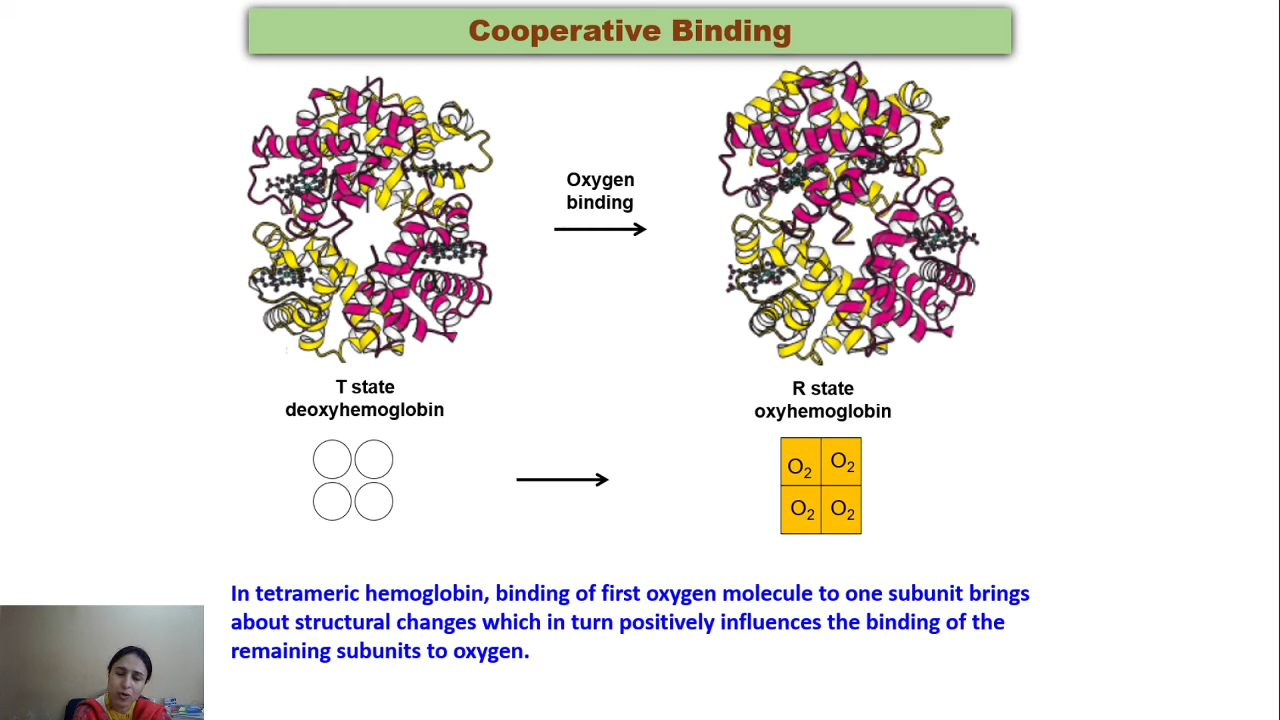 Cooperative Binding
Oxygen
binding
T state
deoxyhemoglobin
R state
oxyhemoglobin
O₂ O₂
O₂ O₂
In tetrameric hemoglobin, binding of first oxygen molecule to one subunit brings
about structural changes which in turn positively influences the binding of the
remaining subunits to oxygen.